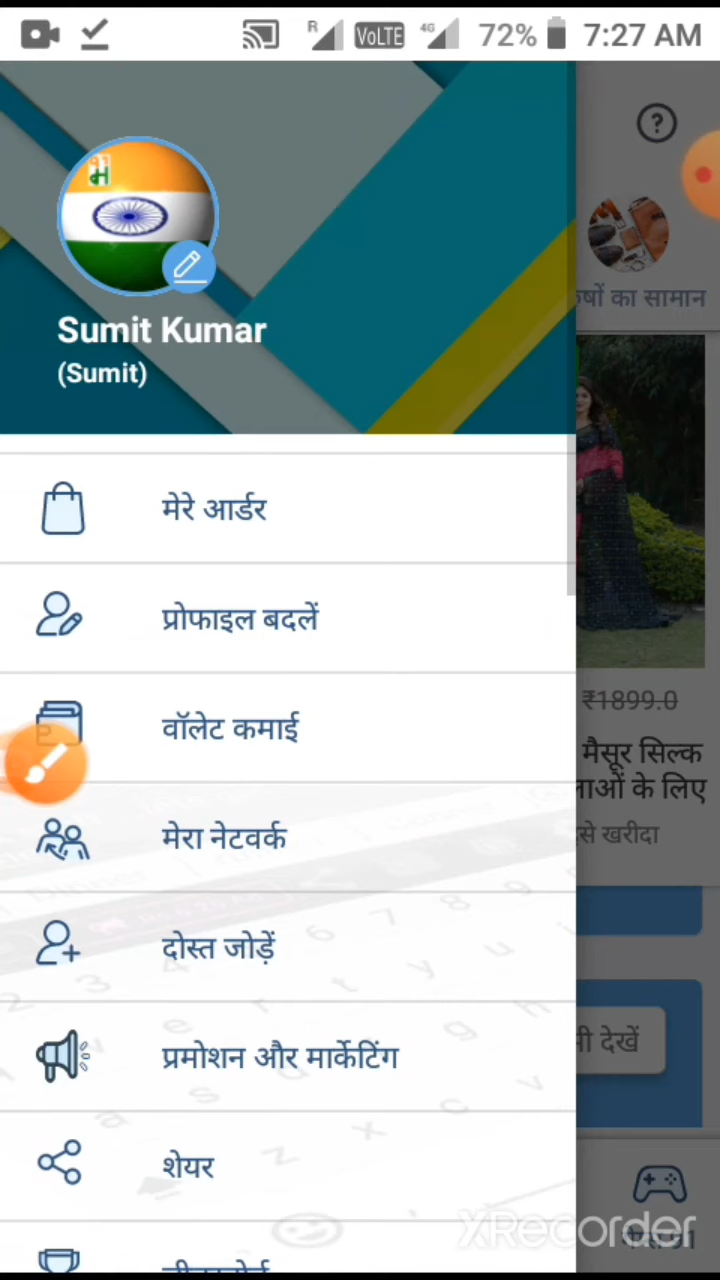 R VoLTE 4G 72% 7:27 AM
Sumit Kumar
(Sumit)
का सामान
मेरे आर्डर
प्रोफाइल बदलें
₹1899.0
वॉलेट कमाई
मैसूर सिल्क
के लिए
मेरा नेटवर्क
खरीदा
दोस्त जोड़ें
देखें
प्रमोशन और मार्केटिंग
शेयर
XRecorder